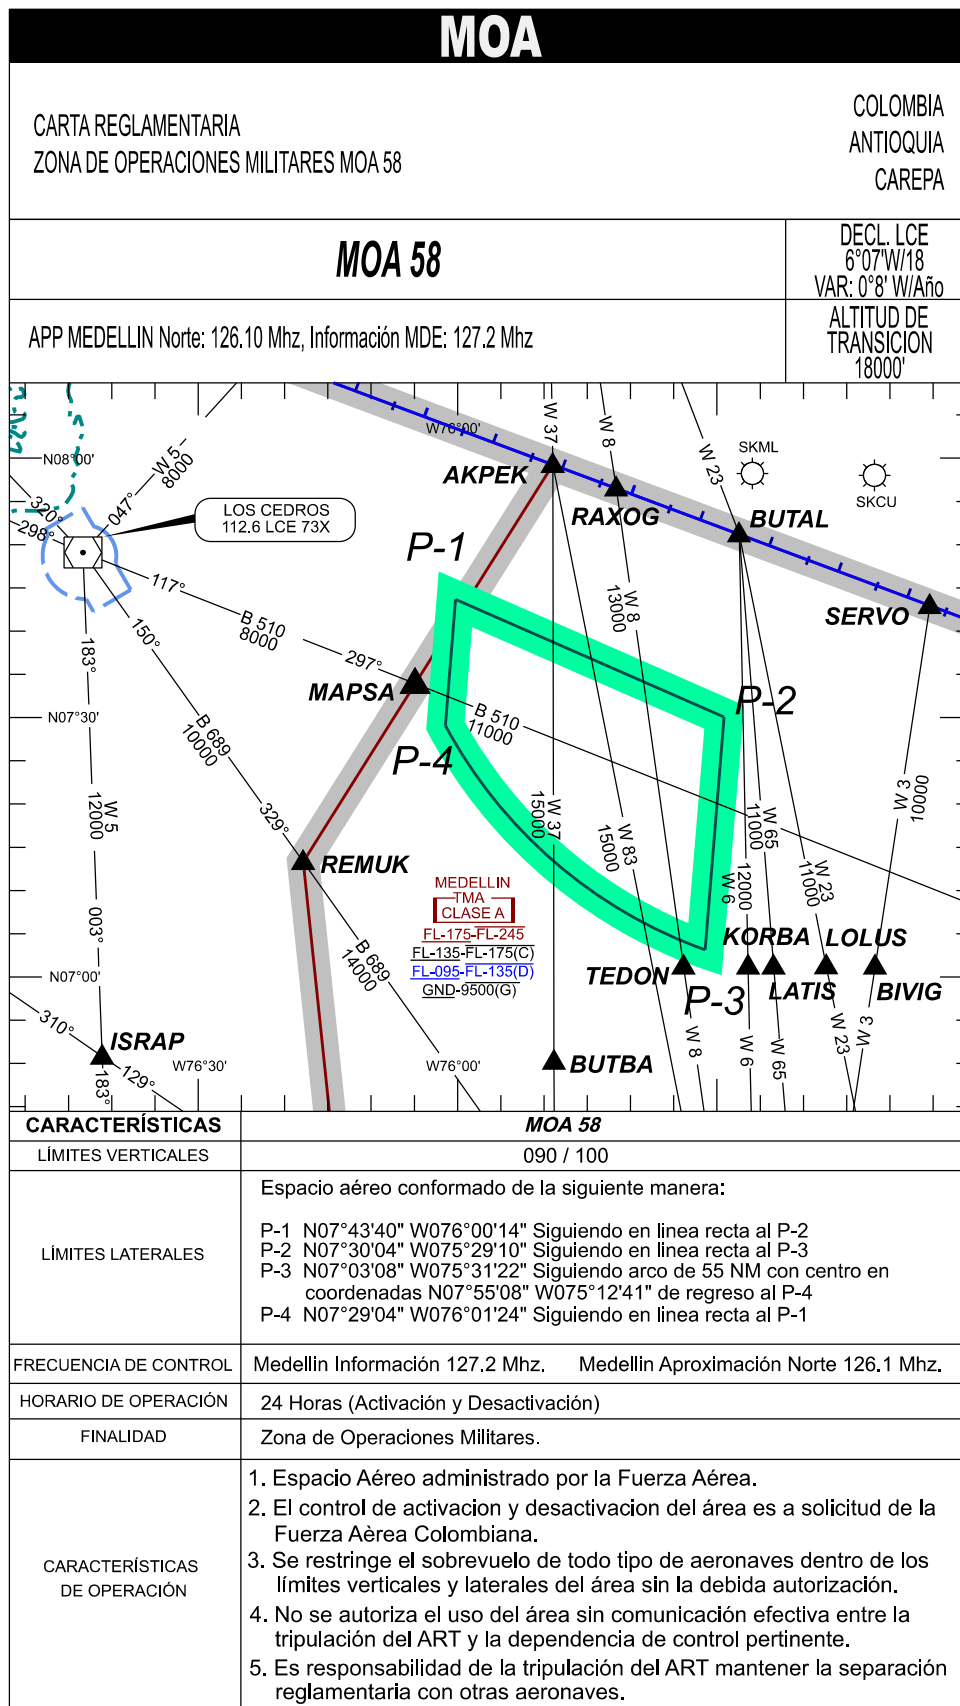 MOA
CARTA REGLAMENTARIA
ZONA DE OPERACIONES MILITARES MOA 58
COLOMBIA
ANTIOQUIA
CAREPA
MOA 58
DECL. LCE
6°07'W/18
VAR: 0°8' W/Año
APP MEDELLIN Norte: 126.10 Mhz, Información MDE: 127.2 Mhz
ALTITUD DE
TRANSICION
18000'
W76°00'
N08°00'
W 5
8000
047°
320°
298°
LOS CEDROS
112.6 LCE 73X
W 37
W 8
W 23
SKML
SKCU
AKPEK
RAXOG
BUTAL
SERVO
P-1
117°
150°
183°
B 510
8000
297°
MAPSA
W 8
13000
P-2
N07°30'
B 510
11000
P-4
B 689
10000
W 5
12000
329°
W 37
15000
W 83
15000
W 65
11000
12000
W 6
W 23
11000
W 3
10000
REMUK
MEDELLIN
TMA
CLASE A
FL-175-FL-245
FL-135-FL-175(C)
FL-095-FL-135(D)
GND-9500(G)
003°
B 689
14000
KORBA
LOLUS
TEDON
P-3
LATIS
BIVIG
N07°00'
310°
ISRAP
129°
183°
W76°30'
W76°00'
BUTBA
W 8
W 6
W 65
W 23
W 3
CARACTERÍSTICAS
MOA 58
LÍMITES VERTICALES
090 / 100
LÍMITES LATERALES
Espacio aéreo conformado de la siguiente manera:
P-1 N07°43'40" W076°00'14" Siguiendo en linea recta al P-2
P-2 N07°30'04" W075°29'10" Siguiendo en linea recta al P-3
P-3 N07°03'08" W075°31'22" Siguiendo arco de 55 NM con centro en
coordenadas N07°55'08" W075°12'41" de regreso al P-4
P-4 N07°29'04" W076°01'24" Siguiendo en linea recta al P-1
FRECUENCIA DE CONTROL
Medellin Información 127.2 Mhz. Medellin Aproximación Norte 126.1 Mhz.
HORARIO DE OPERACIÓN
24 Horas (Activación y Desactivación)
FINALIDAD
Zona de Operaciones Militares.
CARACTERÍSTICAS
DE OPERACIÓN
1. Espacio Aéreo administrado por la Fuerza Aérea.
2. El control de activacion y desactivacion del área es a solicitud de la
Fuerza Aèrea Colombiana.
3. Se restringe el sobrevuelo de todo tipo de aeronaves dentro de los
límites verticales y laterales del área sin la debida autorización.
4. No se autoriza el uso del área sin comunicación efectiva entre la
tripulación del ART y la dependencia de control pertinente.
5. Es responsabilidad de la tripulación del ART mantener la separación
reglamentaria con otras aeronaves.